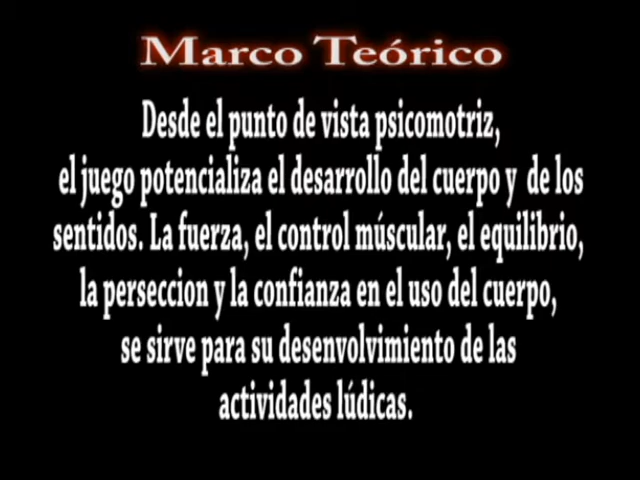 Marco Teórico
Desde el punto de vista psicomotriz,
el juego potencializa el desarrollo del cuerpo y de los
sentidos. La fuerza, el control múscular, el equilibrio,
la perseccion y la confianza en el uso del cuerpo,
se sirve para su desenvolvimiento de las
actividades lúdicas.